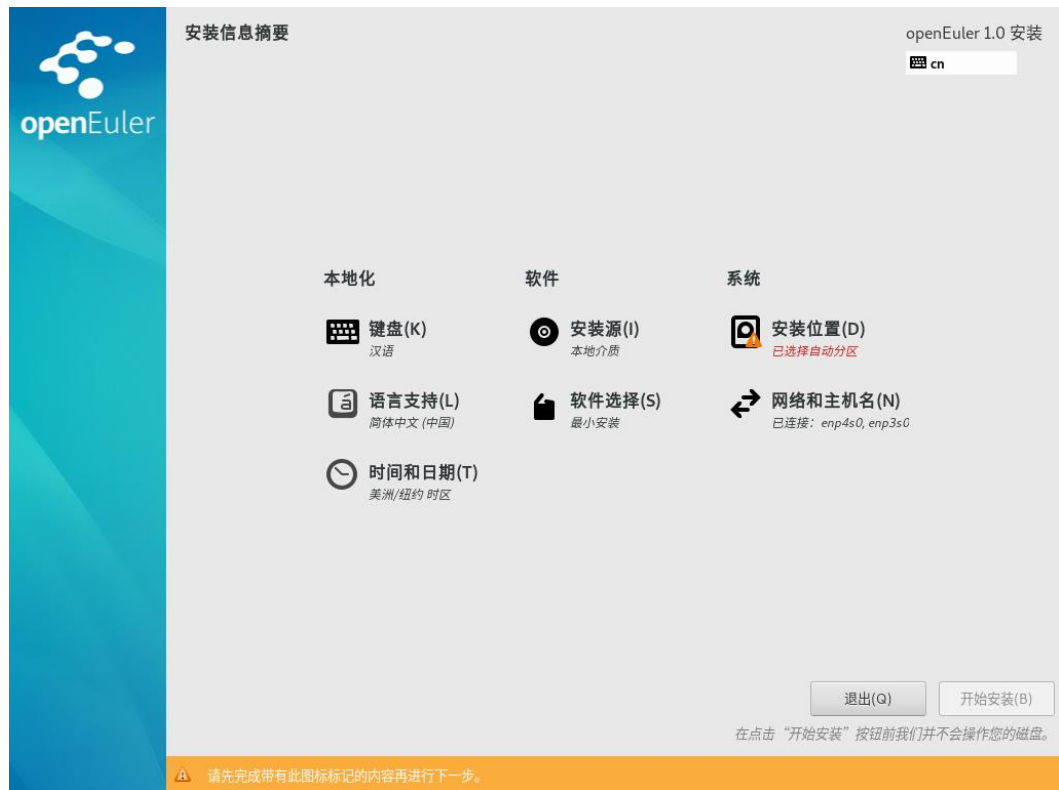 openEuler
安装信息摘要
openEuler 1.0 安装
cn
本地化
键盘(K)
汉语
语言支持(L)
简体中文 (中国)
时间和日期(T)
美洲/纽约 时区
软件
安装源(I)
本地介质
软件选择(S)
最小安装
系统
安装位置(D)
已选择自动分区
网络和主机名(N)
已连接：enp4s0, enp3s0
退出(Q)
开始安装(B)
在点击“开始安装”按钮前我们并不会操作您的磁盘。
请先完成带有此图标标记的内容再进行下一步。